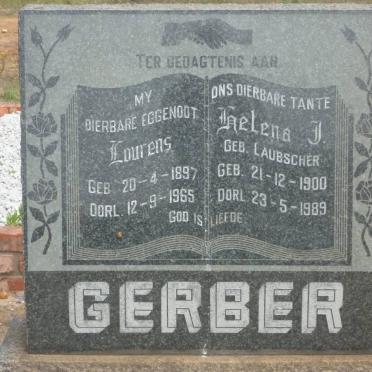 TER GEDAGTENIS AAN
MY
DIERBARE EGGENOOT
Lourens
GEB. 20-4-1897
OORL. 12-9-1965
ONS DIERBARE TANTE
Helena J.
GEB. LAUBSCHER
GEB. 21-12-1900
OORL. 23-5-1989
GOD IS LIEFDE
GERBER